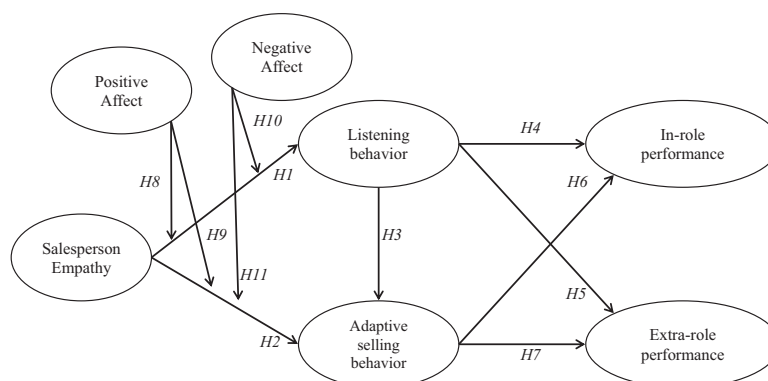 Negative
Affect
Positive
Affect
H10
Listening
behavior
H4
In-role
performance
H8
H1
H6
H9
H3
Salesperson
Empathy
H11
H5
H2
Adaptive
selling
behavior
H7
Extra-role
performance